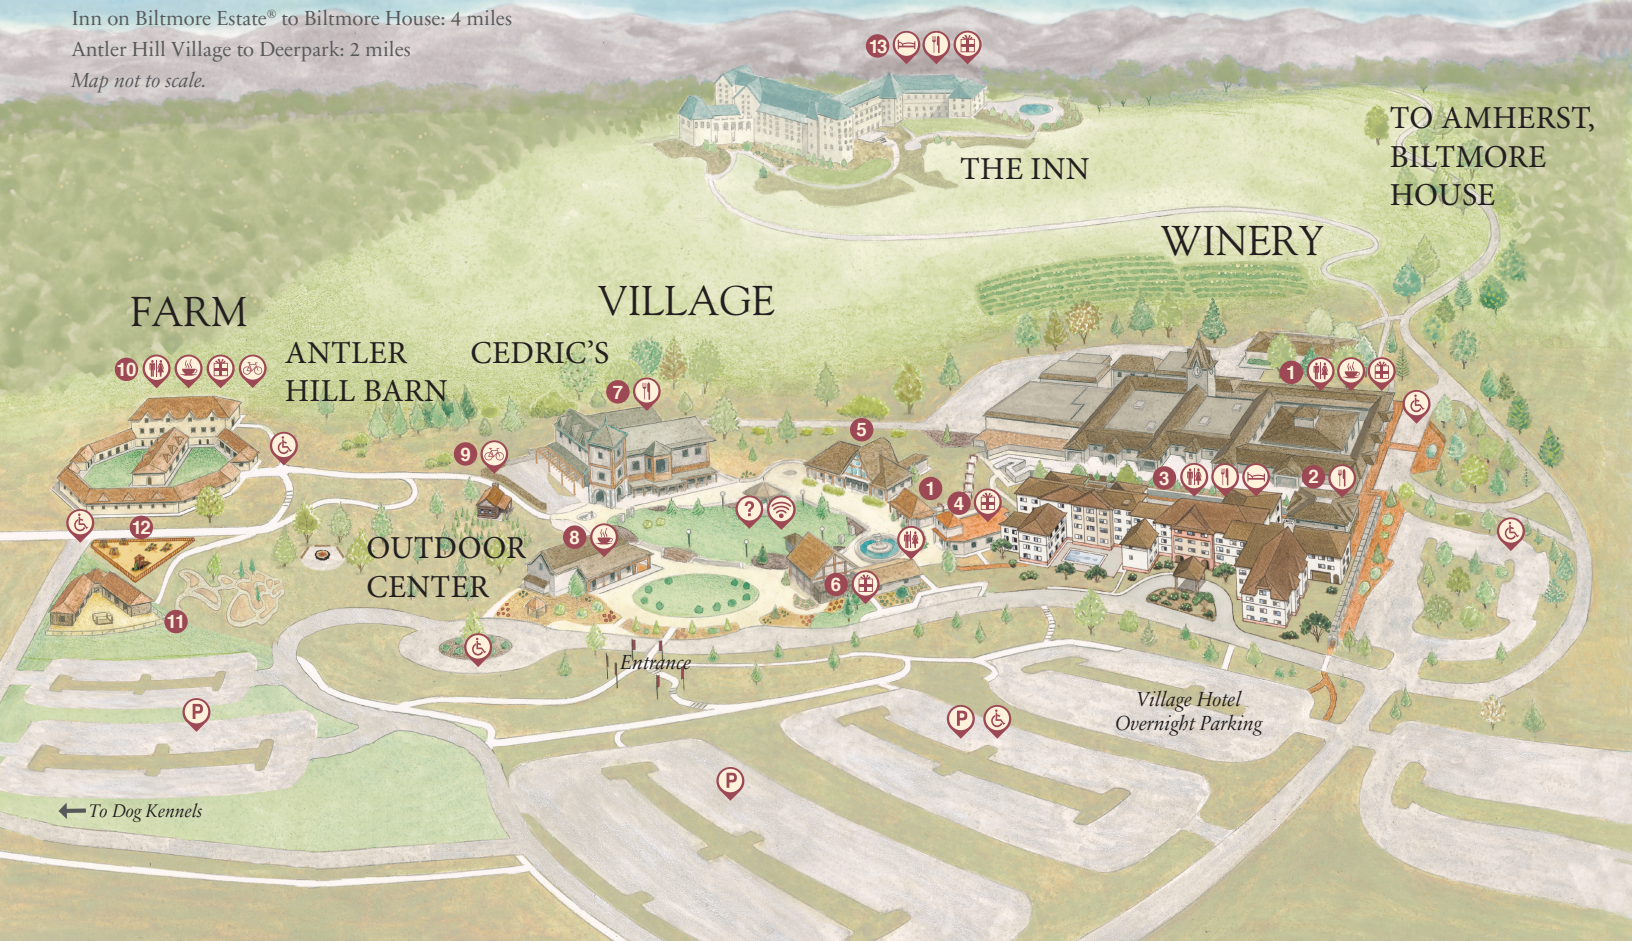 Inn on Biltmore Estate® to Biltmore House: 4 miles
Antler Hill Village to Deerpark: 2 miles
Map not to scale.
13
TO AMHERST,
BILTMORE
HOUSE
THE INN
WINERY
VILLAGE
FARM
ANTLER
HILL BARN
CEDRIC'S
10
1
7
5
9
3
2
1
4
?
12
8
OUTDOOR
CENTER
6
11
Entrance
Village Hotel
Overnight Parking
P
P
P
To Dog Kennels